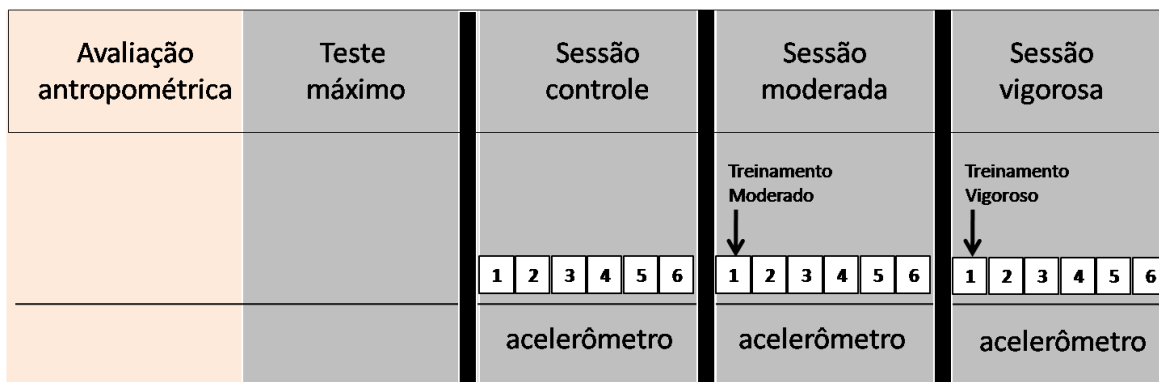 Avaliação
antropométrica
Teste
máximo
Sessão
controle
Sessão
moderada
Sessão
vigorosa
Treinamento
Moderado
Treinamento
Vigoroso
1 2 3 4 5 6
1 2 3 4 5 6
1 2 3 4 5 6
acelerômetro
acelerômetro
acelerômetro